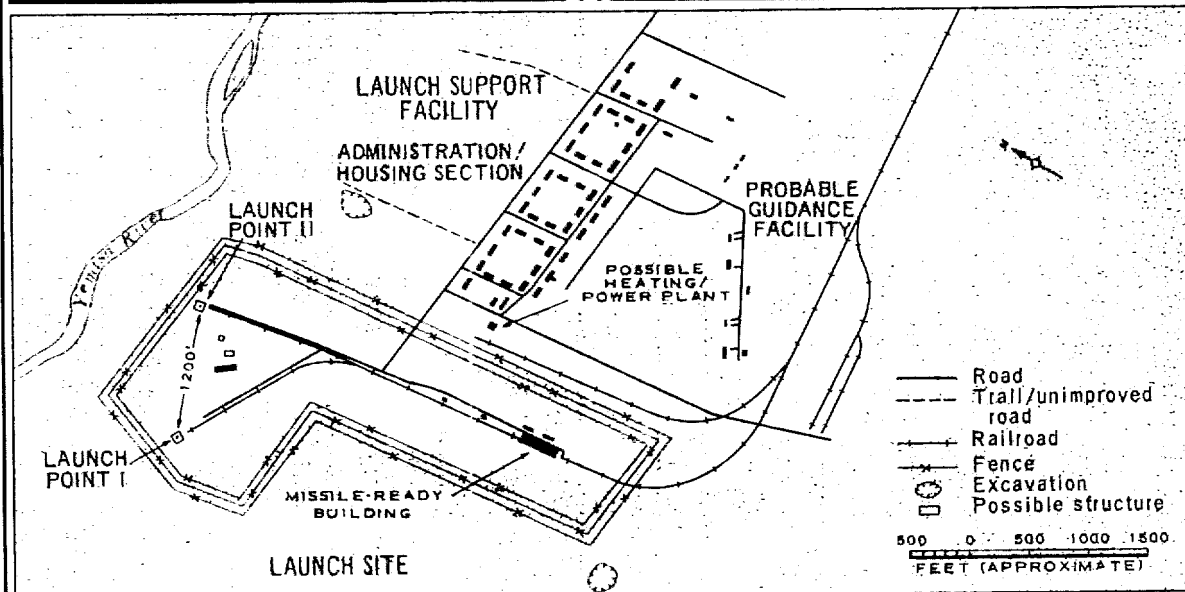 LAUNCH SUPPORT
FACILITY
ADMINISTRATION/
HOUSING SECTION
LAUNCH
POINT II
PROBABLE
GUIDANCE
FACILITY
POSSIBLE
HEATING/
POWER PLANT
1200'
LAUNCH
POINT I
MISSILE-READY
BUILDING
LAUNCH SITE
Road
Trail/unimproved
road
Railroad
Fence
Excavation
Possible structure
500 0 500 1000 1500
FEET (APPROXIMATE)
River